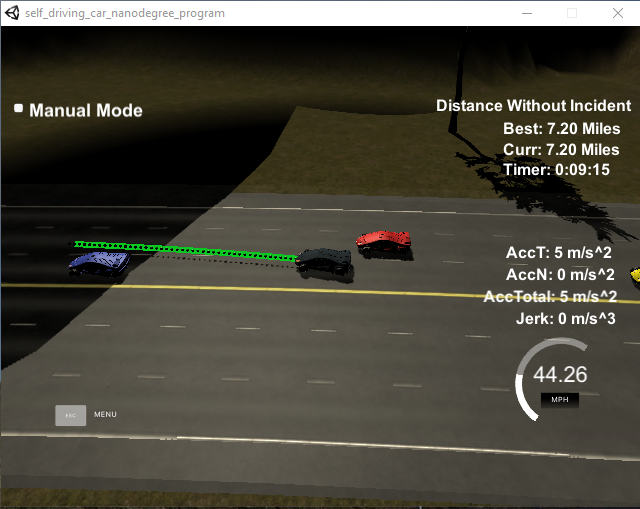 self_driving_car_nanodegree_program
Manual Mode
Distance Without Incident
Best: 7.20 Miles
Curr: 7.20 Miles
Timer: 0:09:15
AccT: 5 m/s^2
AccN: 0 m/s^2
AccTotal: 5 m/s^2
Jerk: 0 m/s^3
44.26
MPH
ESC MENU